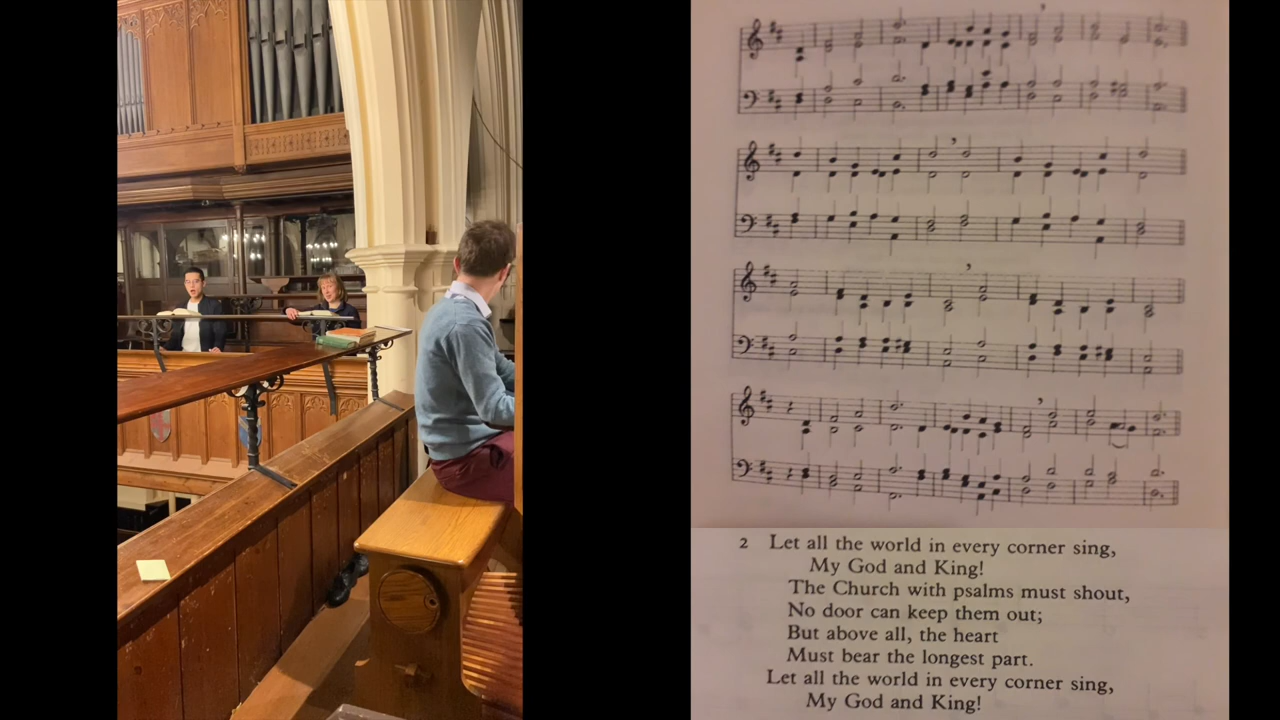 2 Let all the world in every corner sing,
My God and King!
The Church with psalms must shout,
No door can keep them out;
But above all, the heart
Must bear the longest part.
Let all the world in every corner sing,
My God and King!